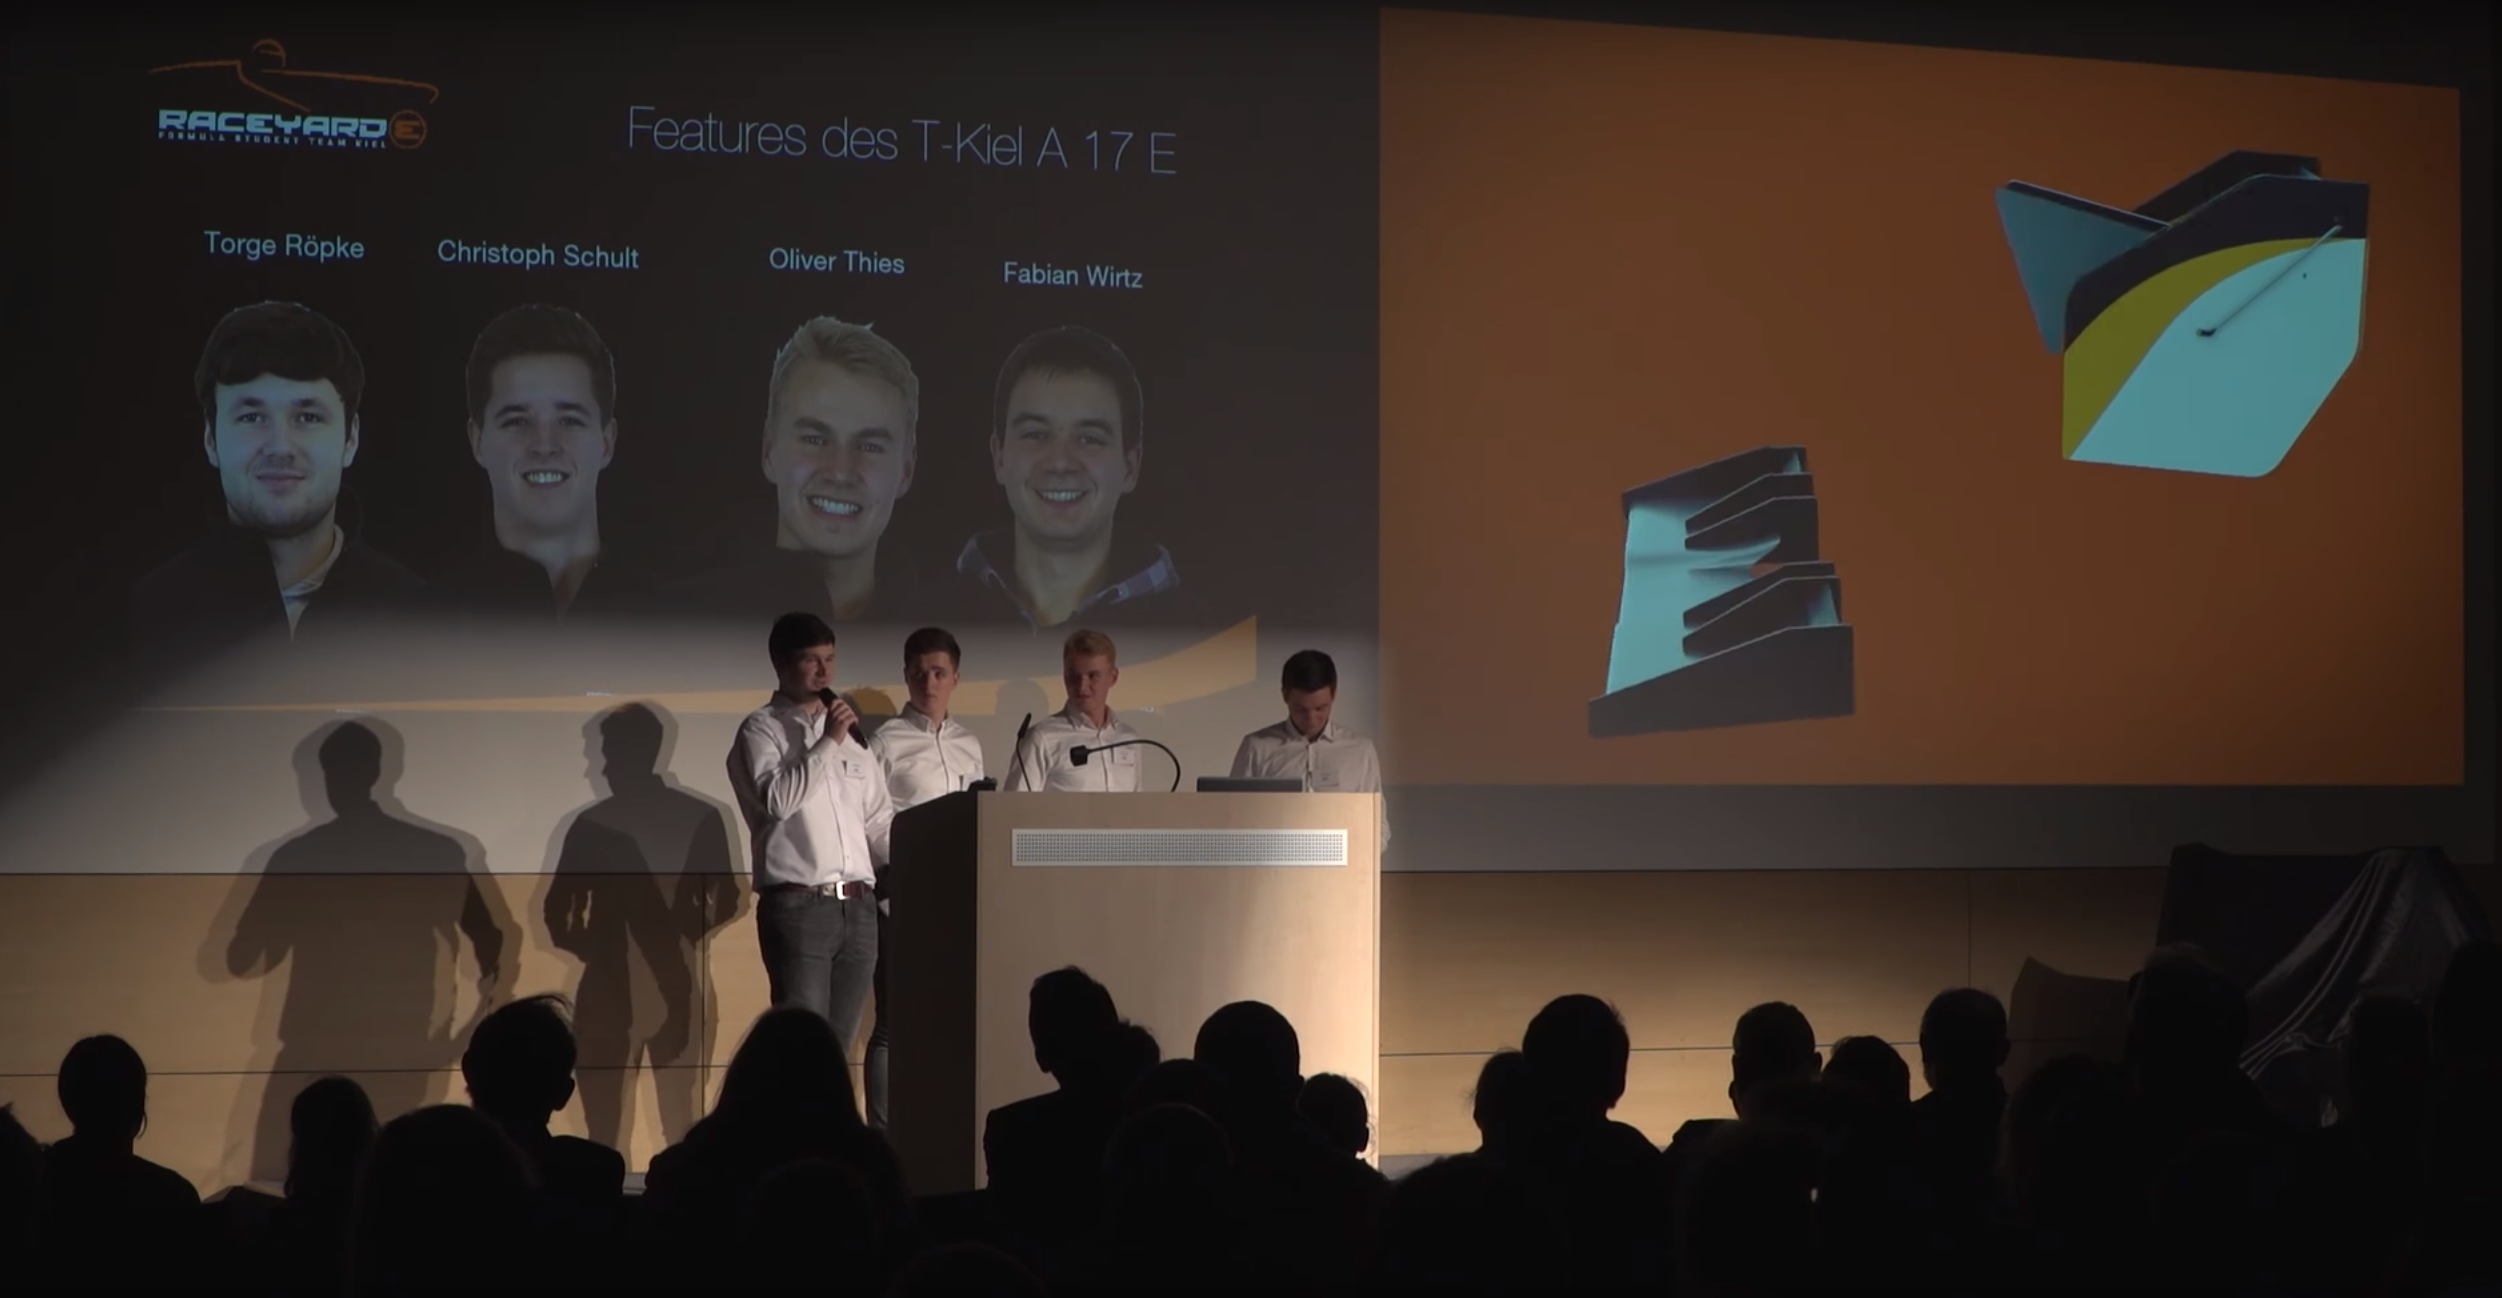 RACEYARD E
FORMULA STUDENT TEAM KIEL
Features des T-Kiel A 17 E
Torge Röpke
Christoph Schult
Oliver Thies
Fabian Wirtz